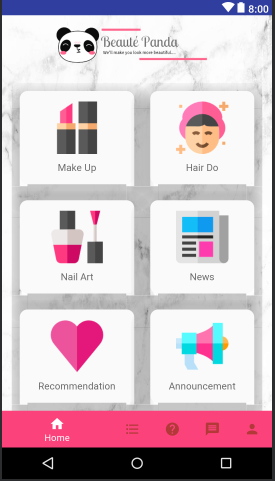 8:00
Beauté Panda
We'll make you look more beautiful...
Make Up
Hair Do
Nail Art
News
Recommendation
Announcement
Home